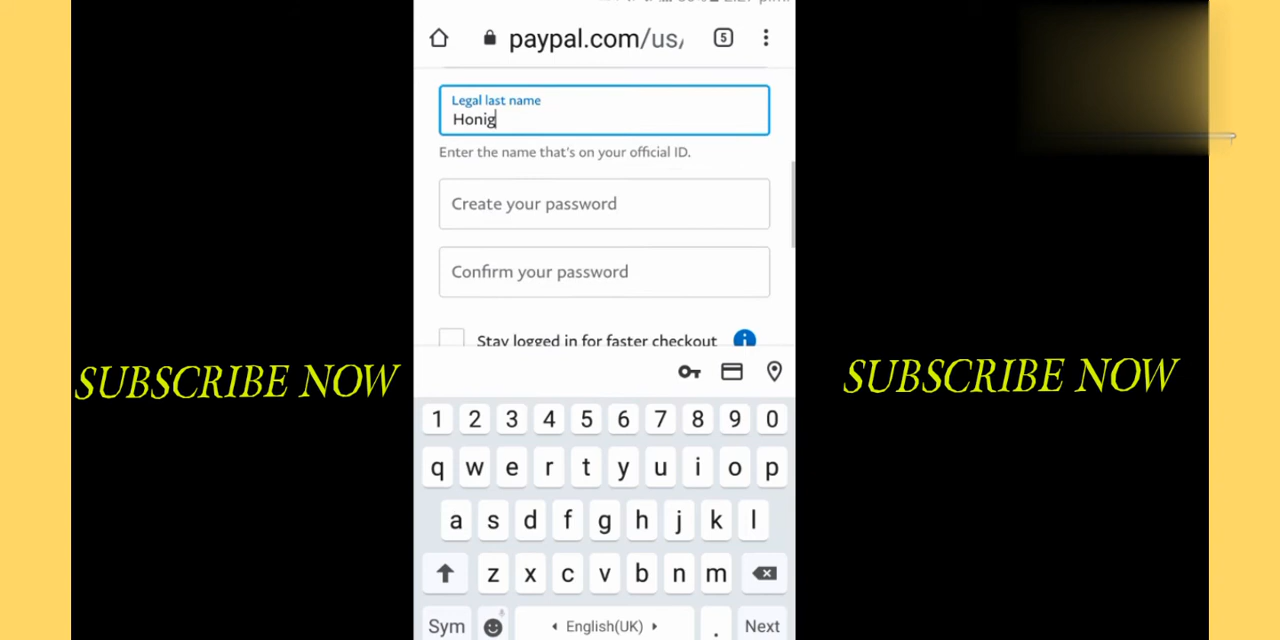 paypal.com/us/
5
Legal last name
Honig
Enter the name that's on your official ID.
Create your password
Confirm your password
Stay logged in for faster checkout
SUBSCRIBE NOW
SUBSCRIBE NOW
1 2 3 4 5 6 7 8 9 0
q w e r t y u i o p
a s d f g h j k l
z x c v b n m
Sym English(UK) . Next